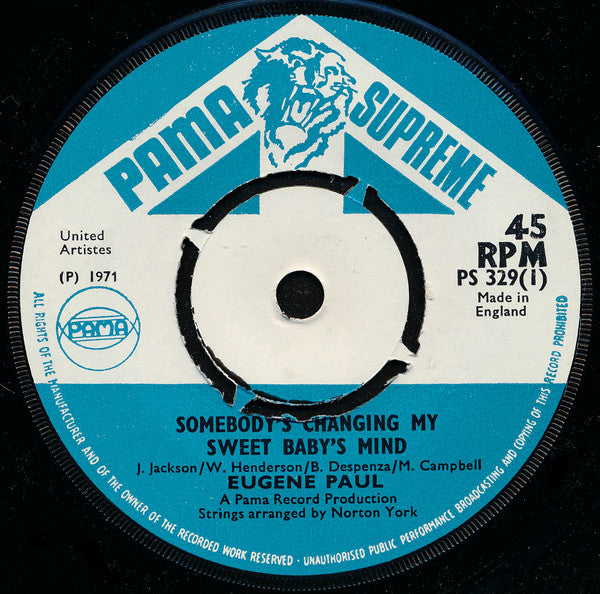 PAMA SUPREME
United
Artistes
(P) 1971
PAMA
45
RPM
PS 329(1)
Made in
England
SOMEBODY'S CHANGING MY
SWEET BABY'S MIND
J. Jackson/W. Henderson/B. Despenza/M. Campbell
EUGENE PAUL
A Pama Record Production
Strings arranged by Norton York
ALL RIGHTS OF THE MANUFACTURER AND OF THE OWNER OF THE RECORDED WORK RESERVED · UNAUTHORISED PUBLIC PERFORMANCE BROADCASTING AND COPYING OF THIS RECORD PROHIBITED